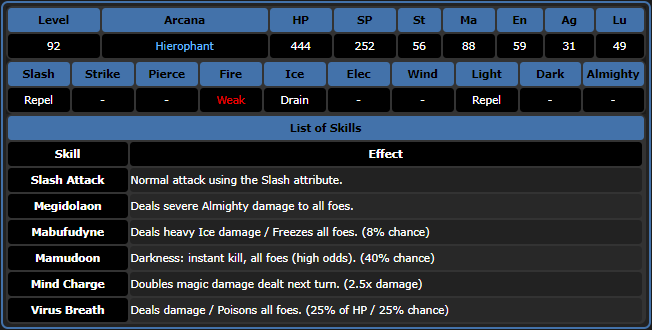 Level Arcana HP SP St Ma En Ag Lu
92 Hierophant 444 252 56 88 59 31 49
Slash Strike Pierce Fire Ice Elec Wind Light Dark Almighty
Repel - - Weak Drain - - Repel - -
List of Skills
Skill Effect
Slash Attack Normal attack using the Slash attribute.
Megidolaon Deals severe Almighty damage to all foes.
Mabufudyne Deals heavy Ice damage / Freezes all foes. (8% chance)
Mamudoon Darkness: instant kill, all foes (high odds). (40% chance)
Mind Charge Doubles magic damage dealt next turn. (2.5x damage)
Virus Breath Deals damage / Poisons all foes. (25% of HP / 25% chance)